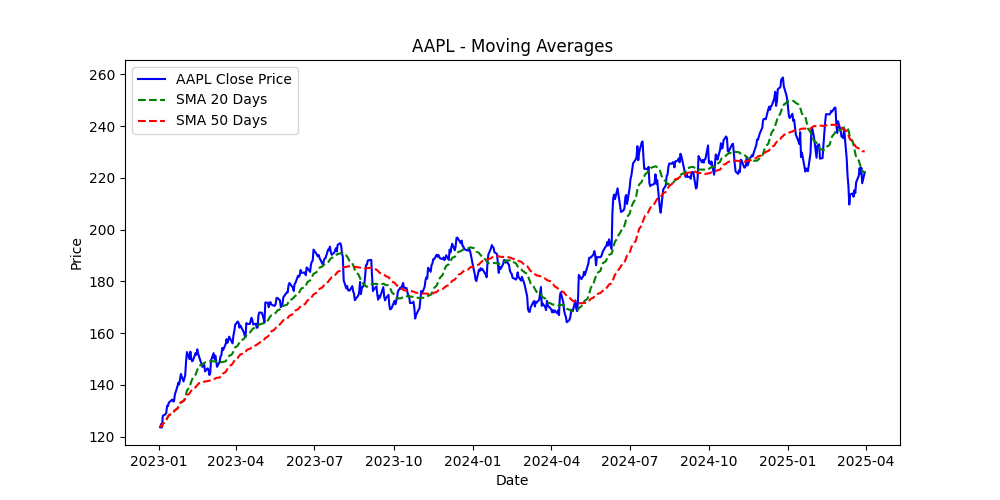 AAPL - Moving Averages
AAPL Close Price
SMA 20 Days
SMA 50 Days
Price
260
240
220
200
180
160
140
120
2023-01 2023-04 2023-07 2023-10 2024-01 2024-04 2024-07 2024-10 2025-01 2025-04
Date